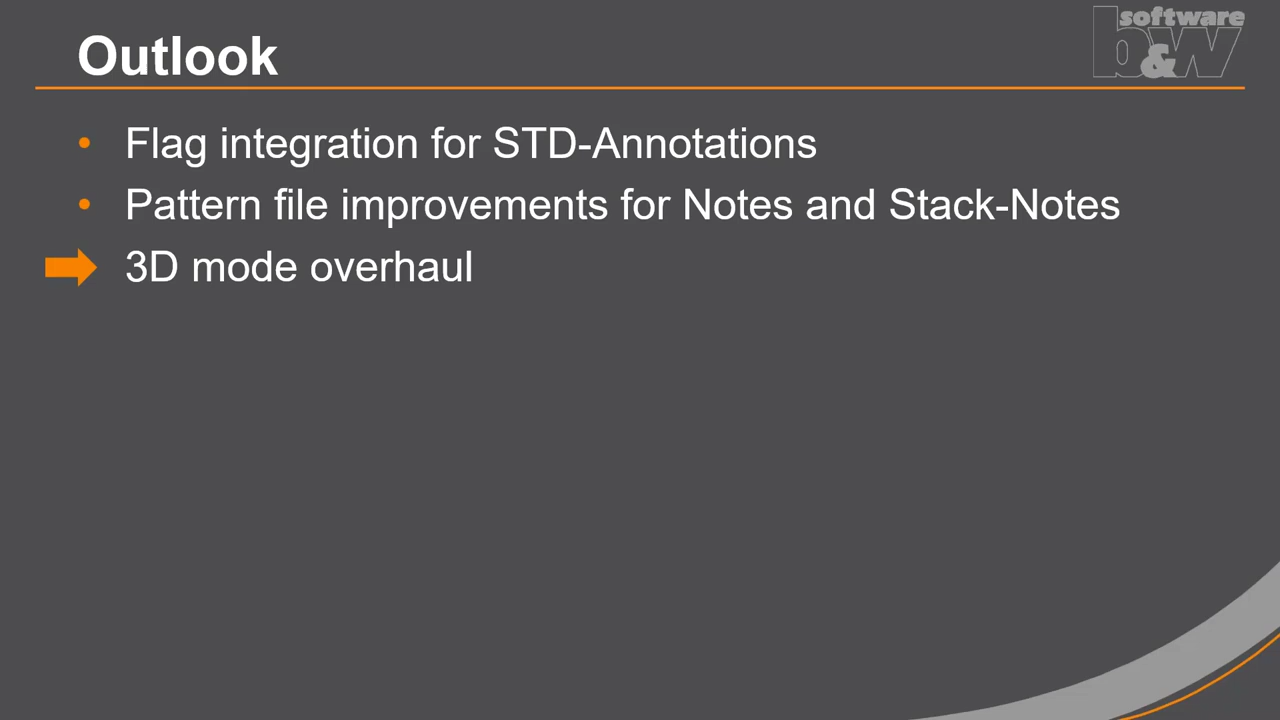 software
b&w
Outlook
• Flag integration for STD-Annotations
• Pattern file improvements for Notes and Stack-Notes
3D mode overhaul